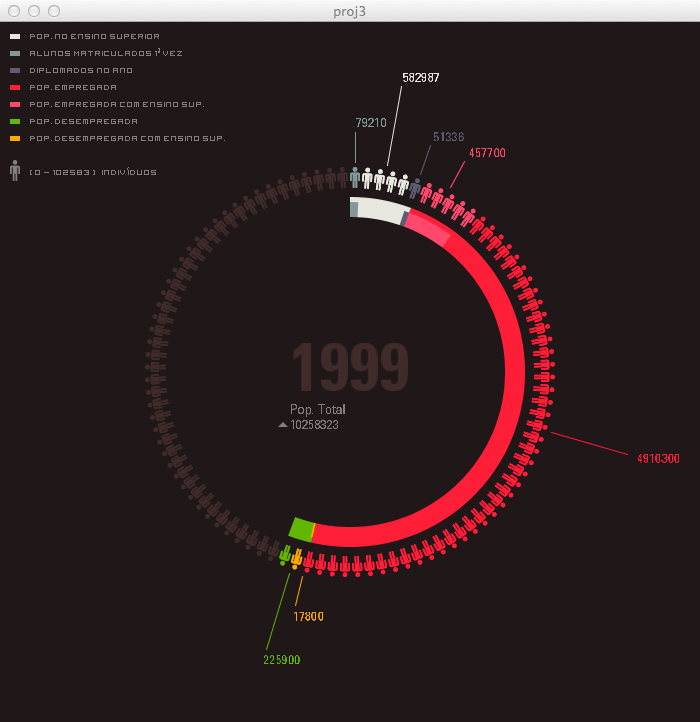 proj3
POP. NO ENSINO SUPERIOR
ALUNOS MATRICULADOS 1ª VEZ
DIPLOMADOS NO ANO
POP. EMPREGADA
POP. EMPREGADA COM ENSINO SUP.
POP. DESEMPREGADA
POP. DESEMPREGADA COM ENSINO SUP.
[ 0 - 102583 ] INDIVÍDUOS
582987
79210
51336
457700
1999
Pop. Total
10258323
4910300
17800
225900